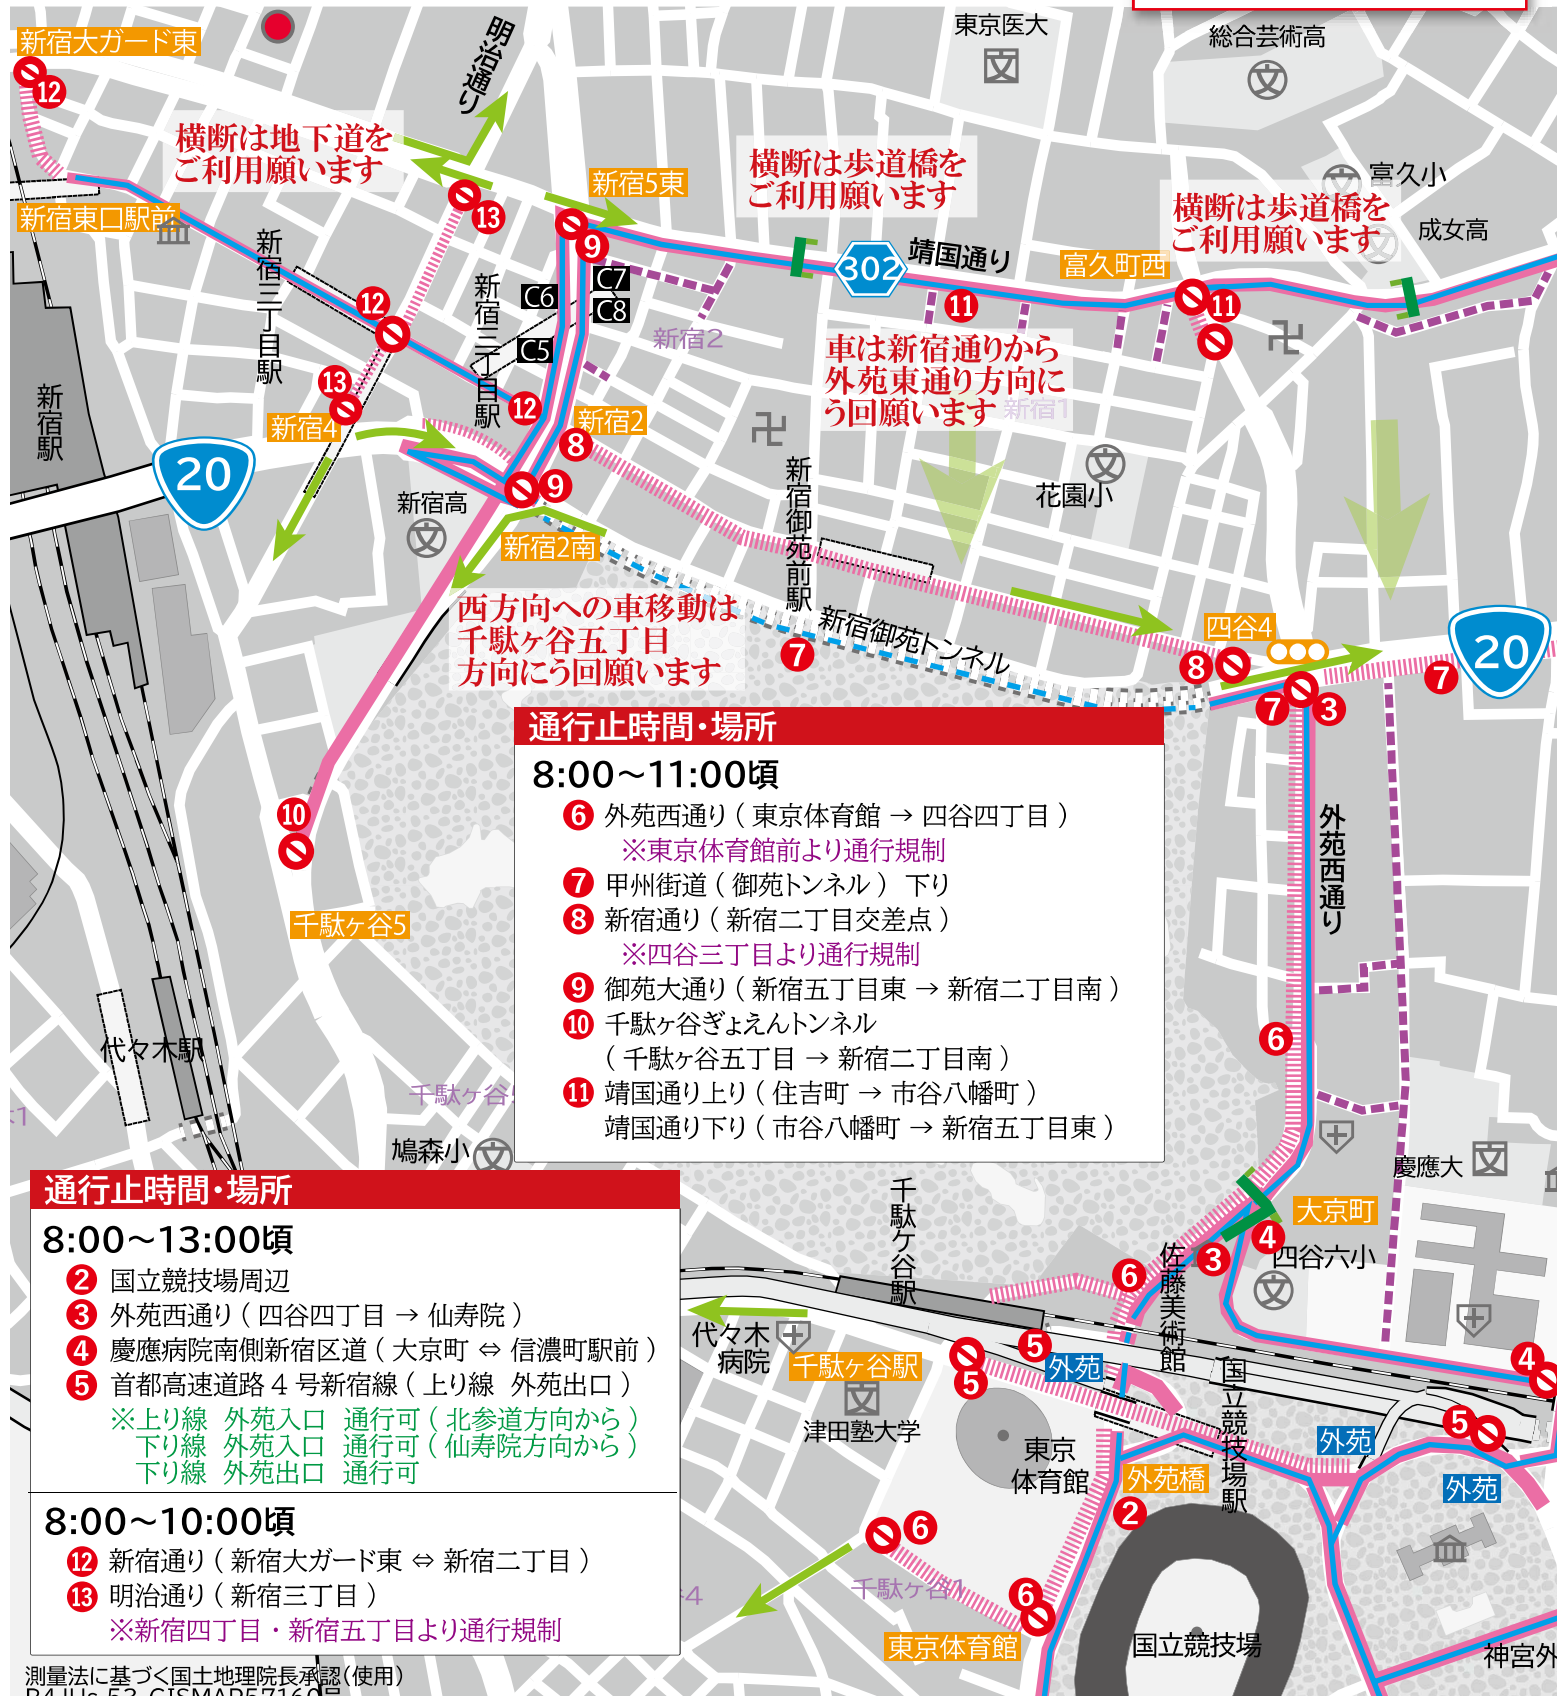 新宿大ガード東
12
明治通り
東京医大
文
総合芸術高
文
横断は地下道を
ご利用願います
13
新宿5東
9
横断は歩道橋を
ご利用願います
富久小
文
横断は歩道橋を
ご利用願います
成女高
文
新宿東口駅前
新宿三丁目駅
新宿三丁目駅
C7
C6
C8
C5
新宿2
302
靖国通り
富久町西
11
11
12
13
新宿4
12
新宿2
8
車は新宿通りから
外苑東通り方向に
う回願います
新宿1
新宿駅
20
新宿高
文
9
新宿2南
新宿御苑前駅
花園小
文
西方向への車移動は
千駄ヶ谷五丁目
方向にう回願います
新宿御苑トンネル
7
四谷4
8
7
3
7
20
通行止時間・場所
8:00～11:00頃
6 外苑西通り（ 東京体育館 → 四谷四丁目 ）
※東京体育館前より通行規制
7 甲州街道（ 御苑トンネル ） 下り
8 新宿通り（ 新宿二丁目交差点 ）
※四谷三丁目より通行規制
9 御苑大通り（ 新宿五丁目東 → 新宿二丁目南 ）
10 千駄ヶ谷ぎょえんトンネル
（ 千駄ヶ谷五丁目 → 新宿二丁目南 ）
11 靖国通り上り（ 住吉町 → 市谷八幡町 ）
靖国通り下り（ 市谷八幡町 → 新宿五丁目東 ）
10
千駄ヶ谷5
外苑西通り
6
代々木駅
千駄ヶ谷
鳩森小
文
慶應大
文
大京町
4
3
四谷六小
文
6
佐藤美術館
千駄ケ谷駅
通行止時間・場所
8:00～13:00頃
2 国立競技場周辺
3 外苑西通り（ 四谷四丁目 → 仙寿院 ）
4 慶應病院南側新宿区道（ 大京町 ⇔ 信濃町駅前 ）
5 首都高速道路 4 号新宿線（ 上り線 外苑出口 ）
※上り線 外苑入口 通行可（ 北参道方向から ）
下り線 外苑入口 通行可（ 仙寿院方向から ）
下り線 外苑出口 通行可
8:00～10:00頃
12 新宿通り（ 新宿大ガード東 ⇔ 新宿二丁目 ）
13 明治通り（ 新宿三丁目 ）
※新宿四丁目・新宿五丁目より通行規制
代々木
病院
千駄ヶ谷駅
5
5
外苑
文
津田塾大学
東京
体育館
国立競技場駅
外苑
5
4
外苑
外苑橋
2
6
千駄ヶ谷1
6
東京体育館
国立競技場
神宮外
測量法に基づく国土地理院長承認（使用）